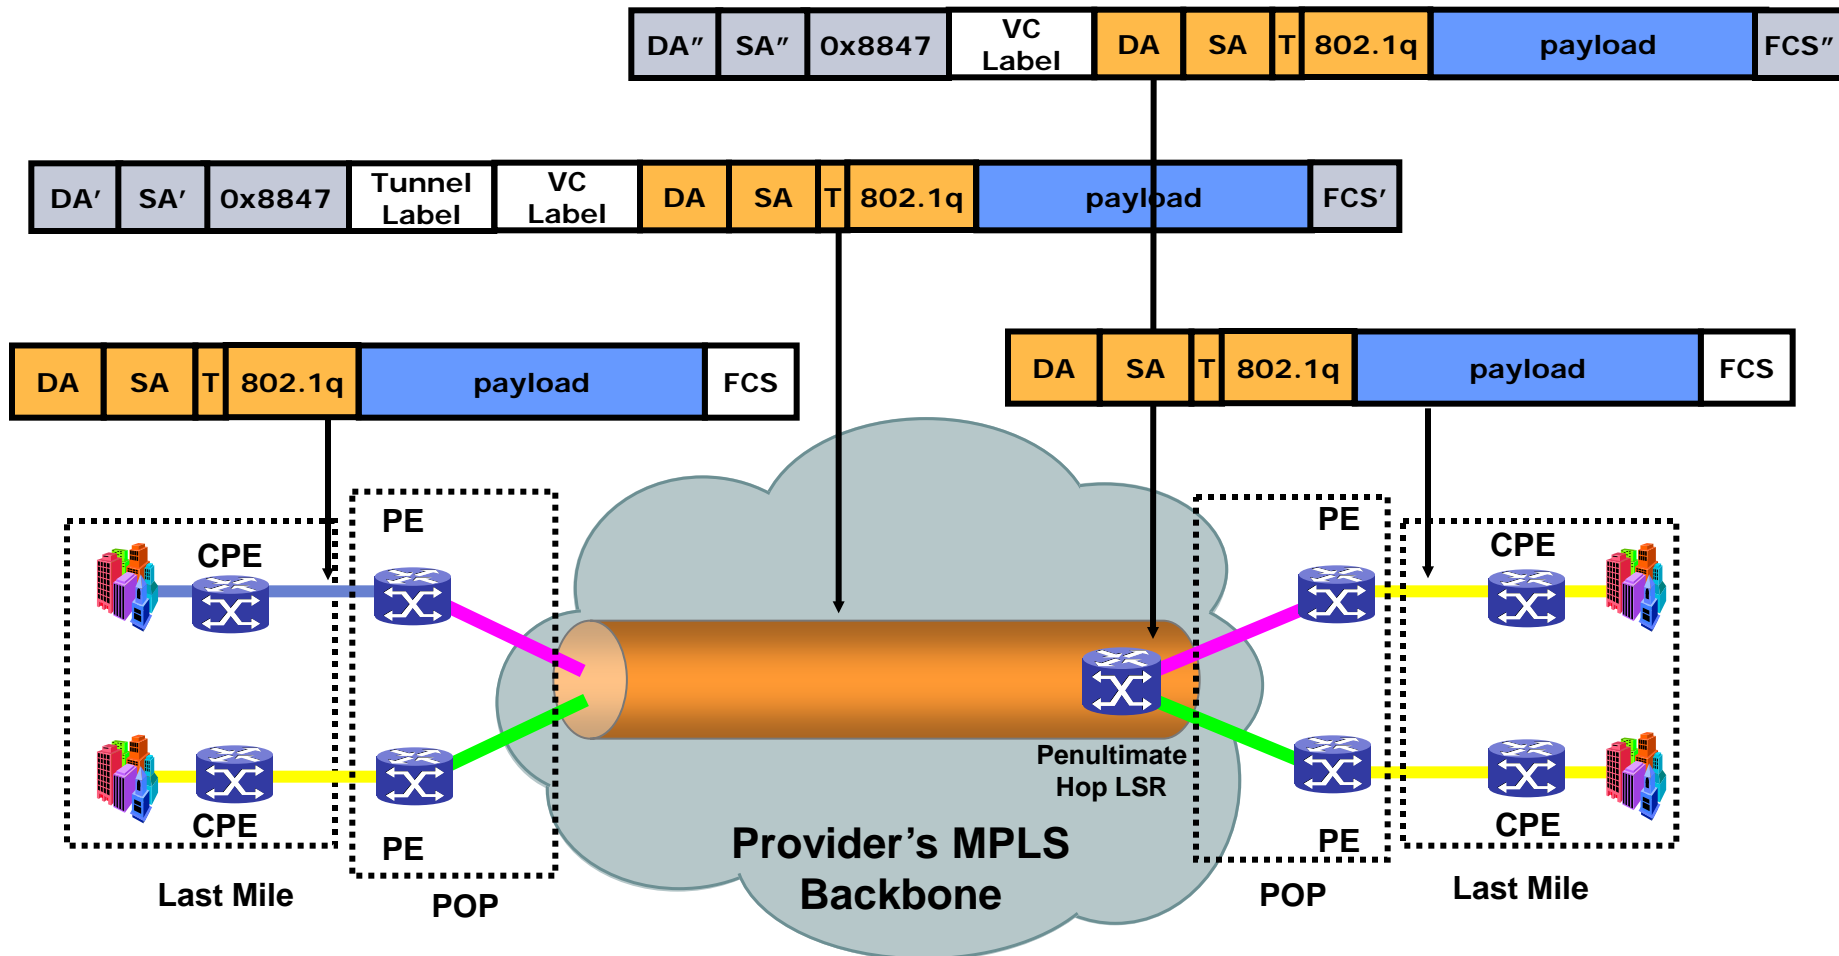 DA″ SA″ 0x8847 VC Label DA SA T 802.1q payload FCS″
DA′ SA′ 0x8847 Tunnel Label VC Label DA SA T 802.1q payload FCS′
DA SA T 802.1q payload FCS
DA SA T 802.1q payload FCS
PE
PE
CPE
CPE
Penultimate
Hop LSR
CPE
CPE
PE
PE
Provider’s MPLS
Backbone
Last Mile
POP
POP
Last Mile